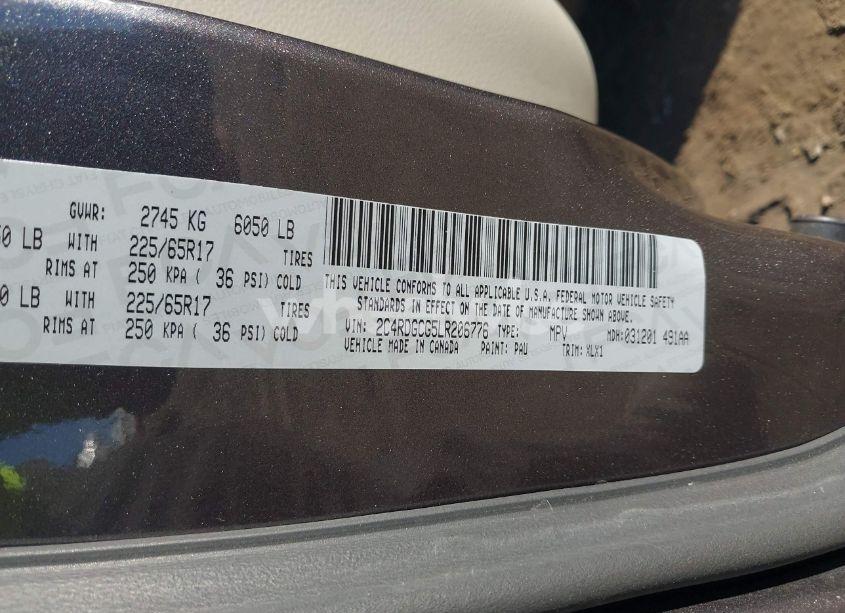 GVWR: 2745 KG 6050 LB
0 LB WITH 225/65R17 TIRES
RIMS AT 250 KPA ( 36 PSI) COLD
0 LB WITH 225/65R17 TIRES
RIMS AT 250 KPA ( 36 PSI) COLD
THIS VEHICLE CONFORMS TO ALL APPLICABLE U.S.A. FEDERAL MOTOR VEHICLE SAFETY
STANDARDS IN EFFECT ON THE DATE OF MANUFACTURE SHOWN ABOVE.
VIN: 2C4RDGCG5LR206776 TYPE: MPV MDH:031201 491AA
VEHICLE MADE IN CANADA PAINT: PAU TRIM: XLX1